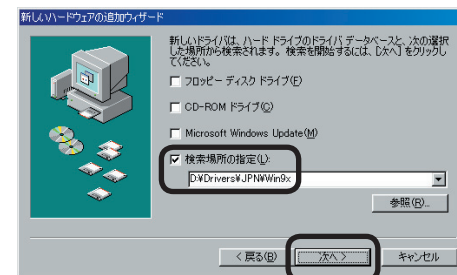 新しいハードウェアの追加ウィザード
新しいドライバは、ハード ドライブのドライバ データベースと、次の選択
した場所から検索されます。検索を開始するには、[次へ] をクリックし
てください。
フロッピー ディスク ドライブ(F)
CD-ROM ドライブ(C)
Microsoft Windows Update(M)
検索場所の指定(L):
D:¥Drivers¥JPN¥Win9x
参照(R)...
< 戻る(B)
次へ >
キャンセル